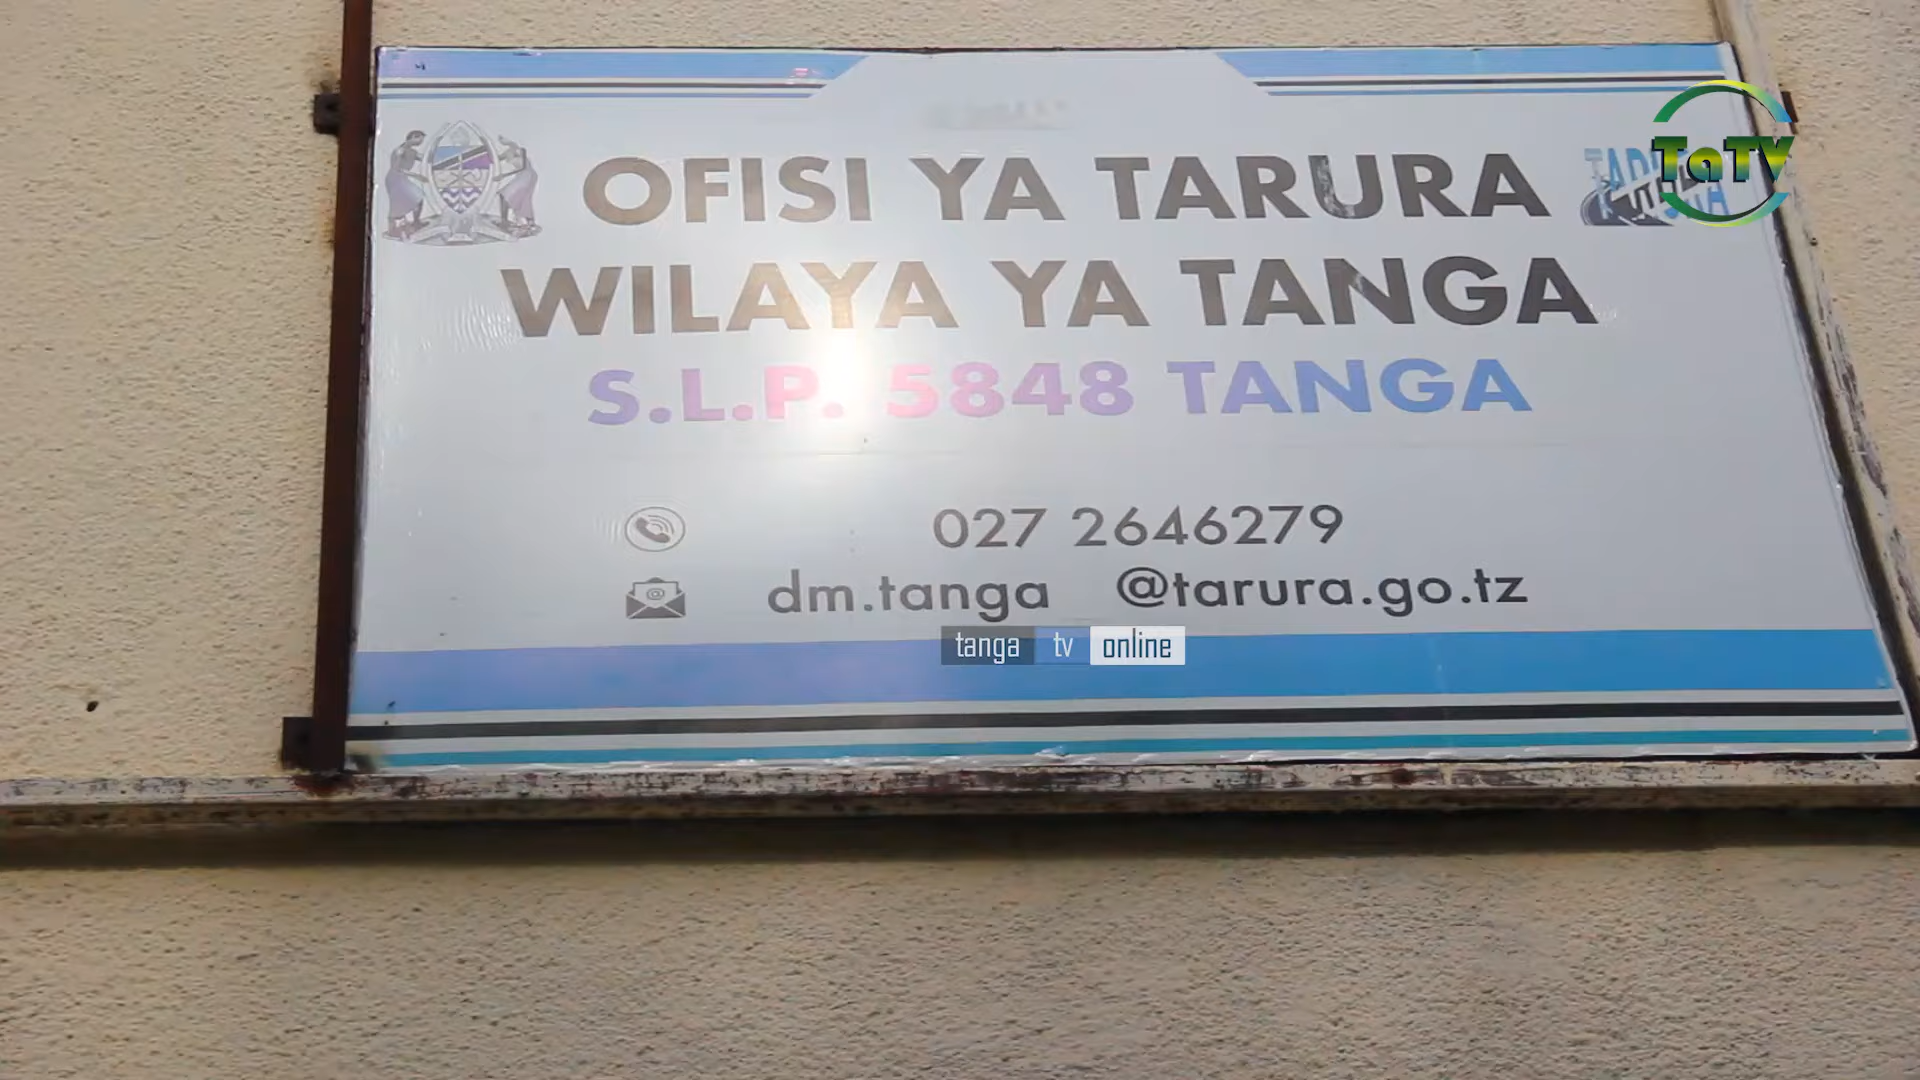 OFISI YA TARURA
WILAYA YA TANGA
S.L.P. 5848 TANGA
027 2646279
dm.tanga @tarura.go.tz
TaTV
tanga tv online